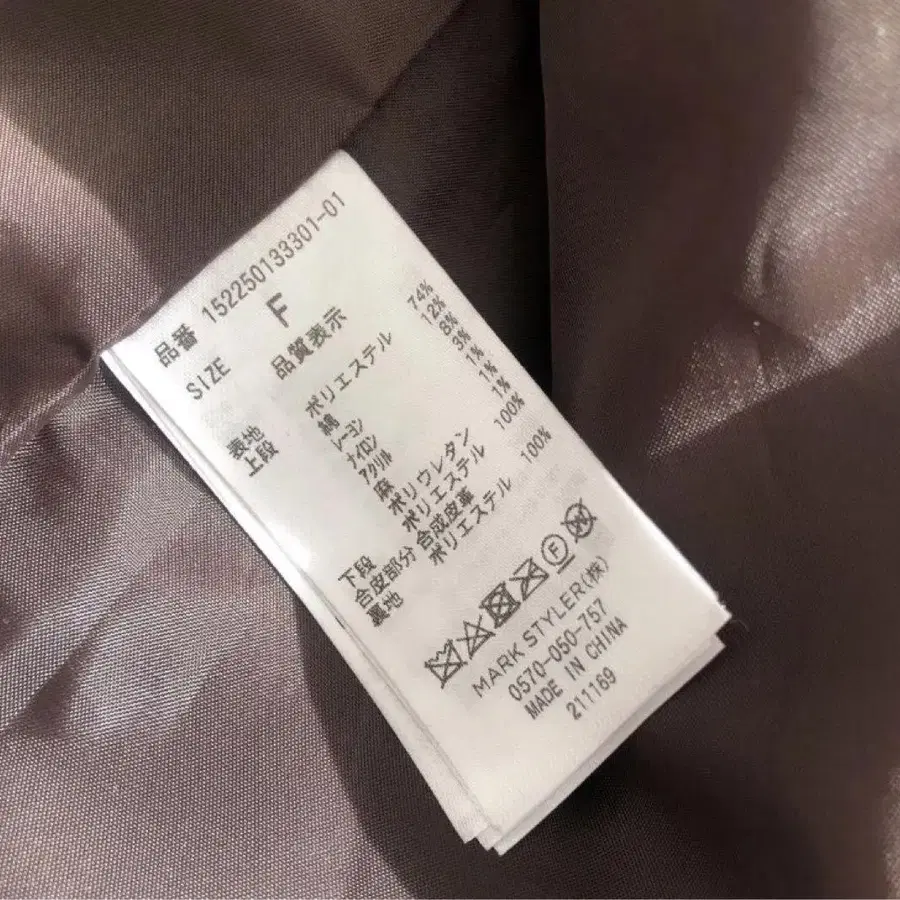 品番 152250133301-01
SIZE F
品質表示
表地
上段 ポリエステル 74%
綿 12%
レーヨン 8%
ナイロン 3%
アクリル 1%
麻 1%
ポリウレタン 1%
下段 ポリエステル 100%
合皮部分 合成皮革
裏地 ポリエステル 100%
F W
MARK STYLER(株)
0570-050-757
MADE IN CHINA
211169